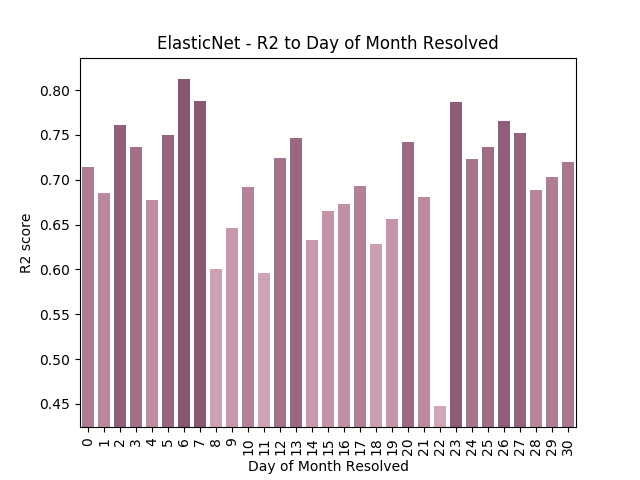 ElasticNet - R2 to Day of Month Resolved
0.80
0.75
0.70
0.65
0.60
0.55
0.50
0.45
R2 score
0 1 2 3 4 5 6 7 8 9 10 11 12 13 14 15 16 17 18 19 20 21 22 23 24 25 26 27 28 29 30
Day of Month Resolved